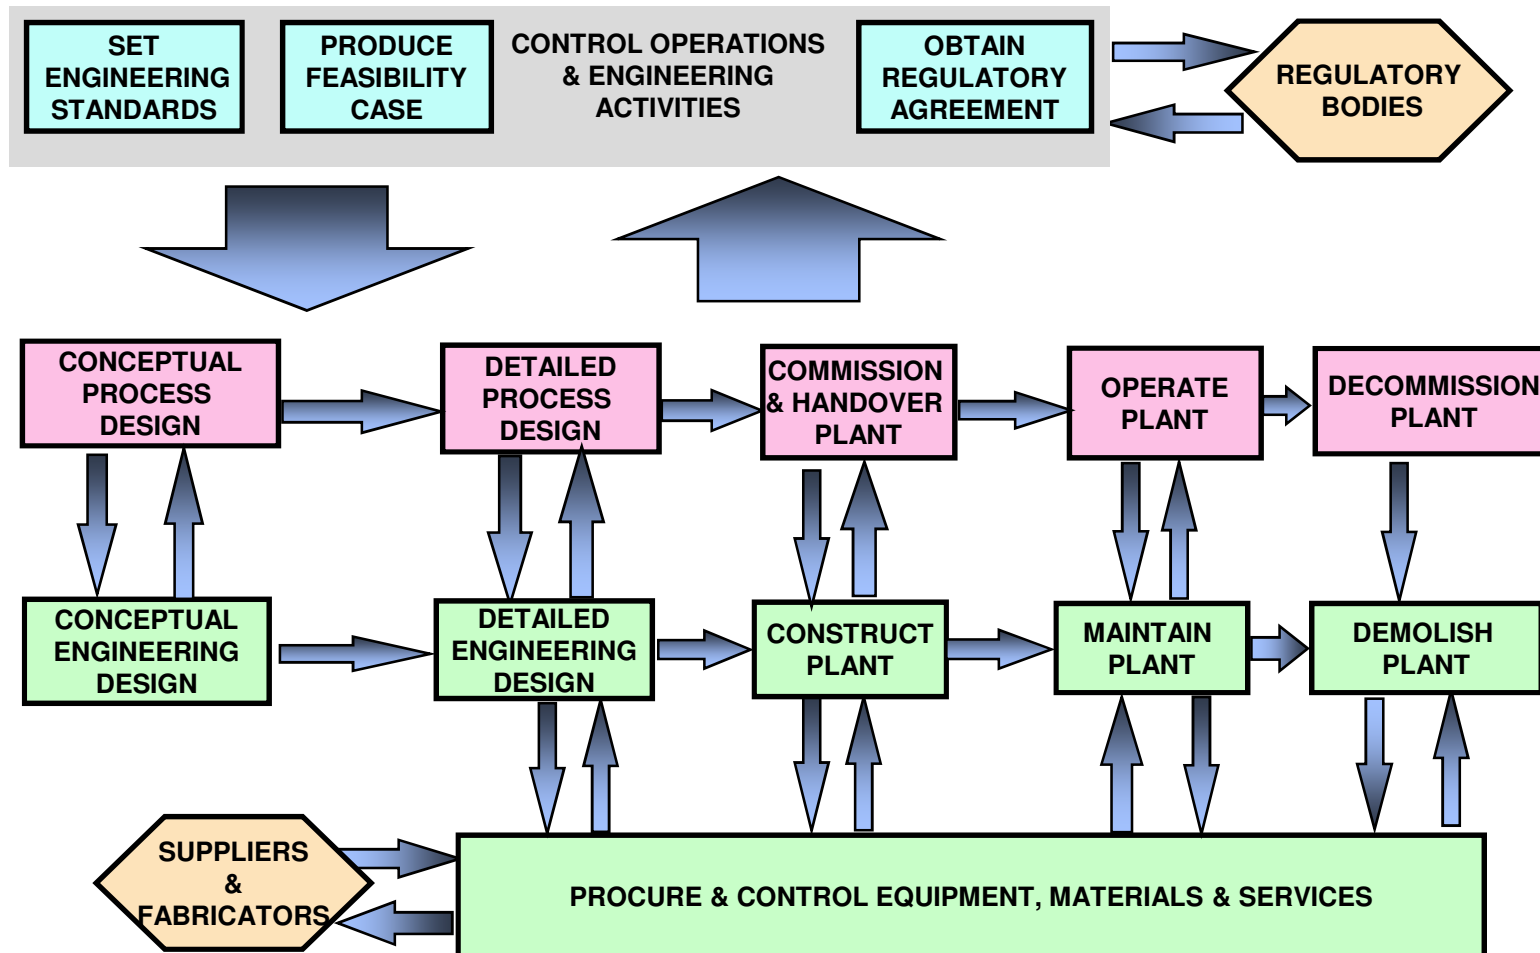 SET
ENGINEERING
STANDARDS
PRODUCE
FEASIBILITY
CASE
CONTROL OPERATIONS
& ENGINEERING
ACTIVITIES
OBTAIN
REGULATORY
AGREEMENT
REGULATORY
BODIES
CONCEPTUAL
PROCESS
DESIGN
DETAILED
PROCESS
DESIGN
COMMISSION
& HANDOVER
PLANT
OPERATE
PLANT
DECOMMISSION
PLANT
CONCEPTUAL
ENGINEERING
DESIGN
DETAILED
ENGINEERING
DESIGN
CONSTRUCT
PLANT
MAINTAIN
PLANT
DEMOLISH
PLANT
SUPPLIERS
&
FABRICATORS
PROCURE & CONTROL EQUIPMENT, MATERIALS & SERVICES